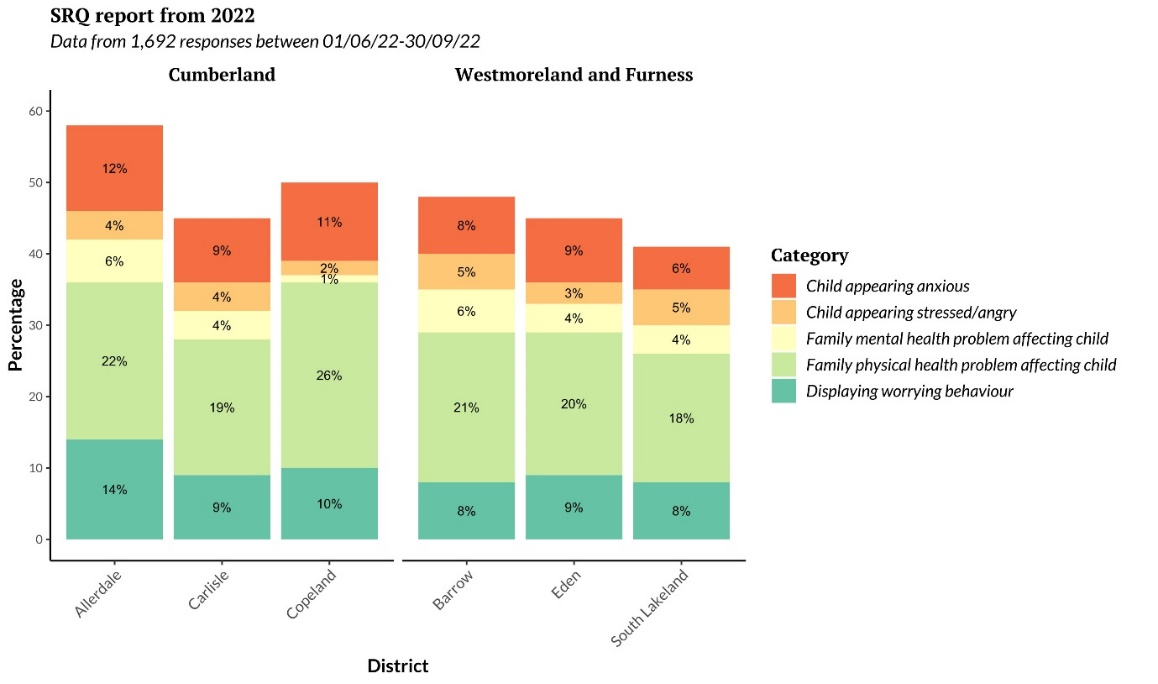 SRQ report from 2022
Data from 1,692 responses between 01/06/22-30/09/22
Cumberland
Westmoreland and Furness
Percentage
60
50
40
30
20
10
0
12%
4%
6%
22%
14%
9%
4%
4%
19%
9%
11%
2%
1%
26%
10%
8%
5%
6%
21%
8%
9%
3%
4%
20%
9%
6%
5%
4%
18%
8%
Allerdale
Carlisle
Copeland
Barrow
Eden
South Lakeland
District
Category
Child appearing anxious
Child appearing stressed/angry
Family mental health problem affecting child
Family physical health problem affecting child
Displaying worrying behaviour